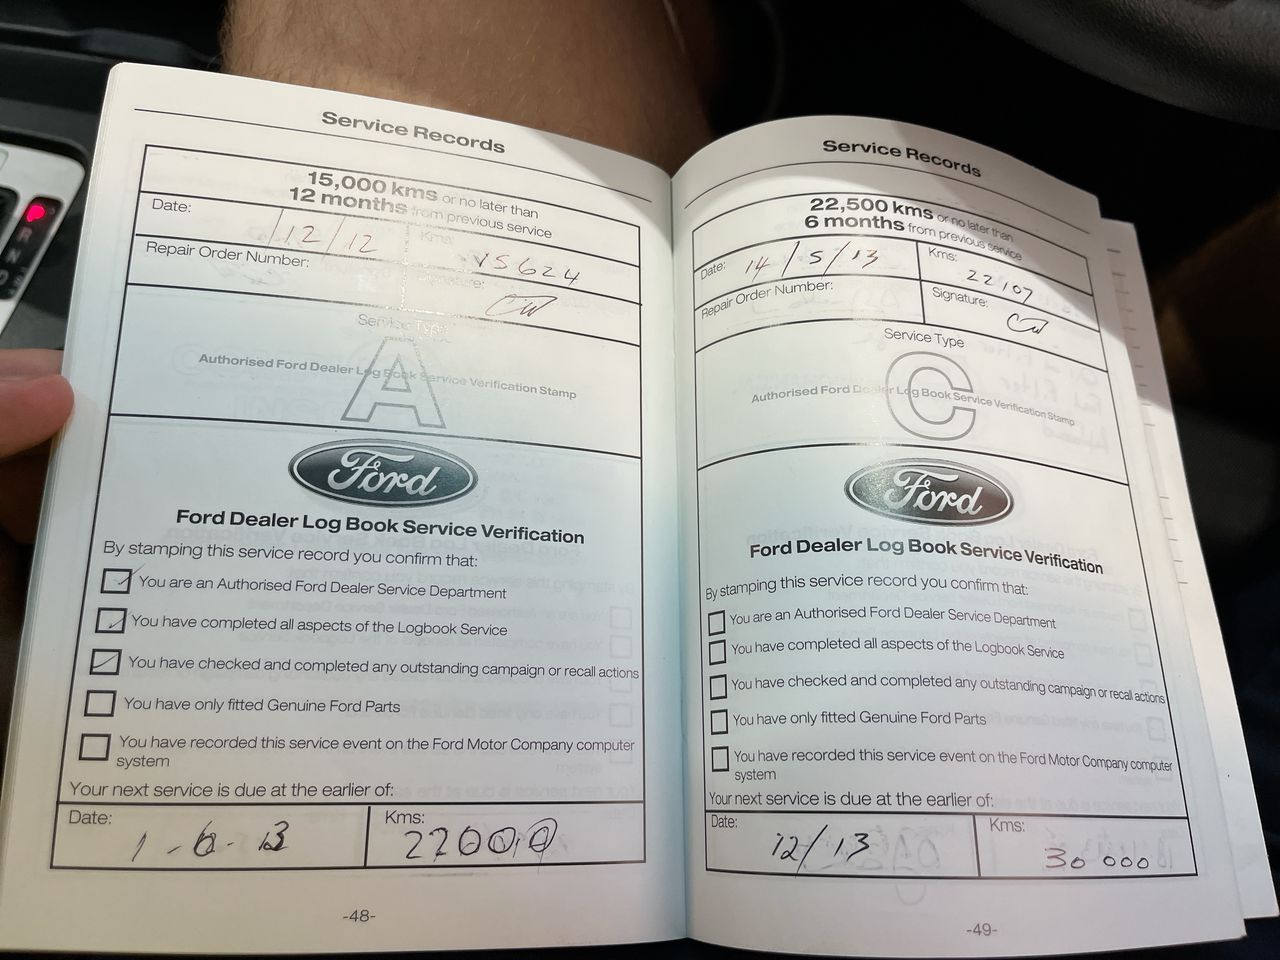 Service Records
15,000 kms or no later than
12 months from previous service
Date: /12/12
Kms: 15624
Repair Order Number:
Signature:
Service Type
A
Authorised Ford Dealer Log Book Service Verification Stamp
Ford
Ford Dealer Log Book Service Verification
By stamping this service record you confirm that:
You are an Authorised Ford Dealer Service Department
You have completed all aspects of the Logbook Service
You have checked and completed any outstanding campaign or recall actions
You have only fitted Genuine Ford Parts
You have recorded this service event on the Ford Motor Company computer
system
Your next service is due at the earlier of:
Date: 1-6-13
Kms:
-48-
Service Records
22,500 kms or no later than
6 months from previous service
Date: 14/5/13
Kms: 22107
Repair Order Number:
Signature:
Service Type
C
Authorised Ford Dealer Log Book Service Verification Stamp
Ford
Ford Dealer Log Book Service Verification
By stamping this service record you confirm that:
You are an Authorised Ford Dealer Service Department
You have completed all aspects of the Logbook Service
You have checked and completed any outstanding campaign or recall actions
You have only fitted Genuine Ford Parts
You have recorded this service event on the Ford Motor Company computer
system
Your next service is due at the earlier of:
Date: 12/13
Kms: 30 000
-49-
R
N
D